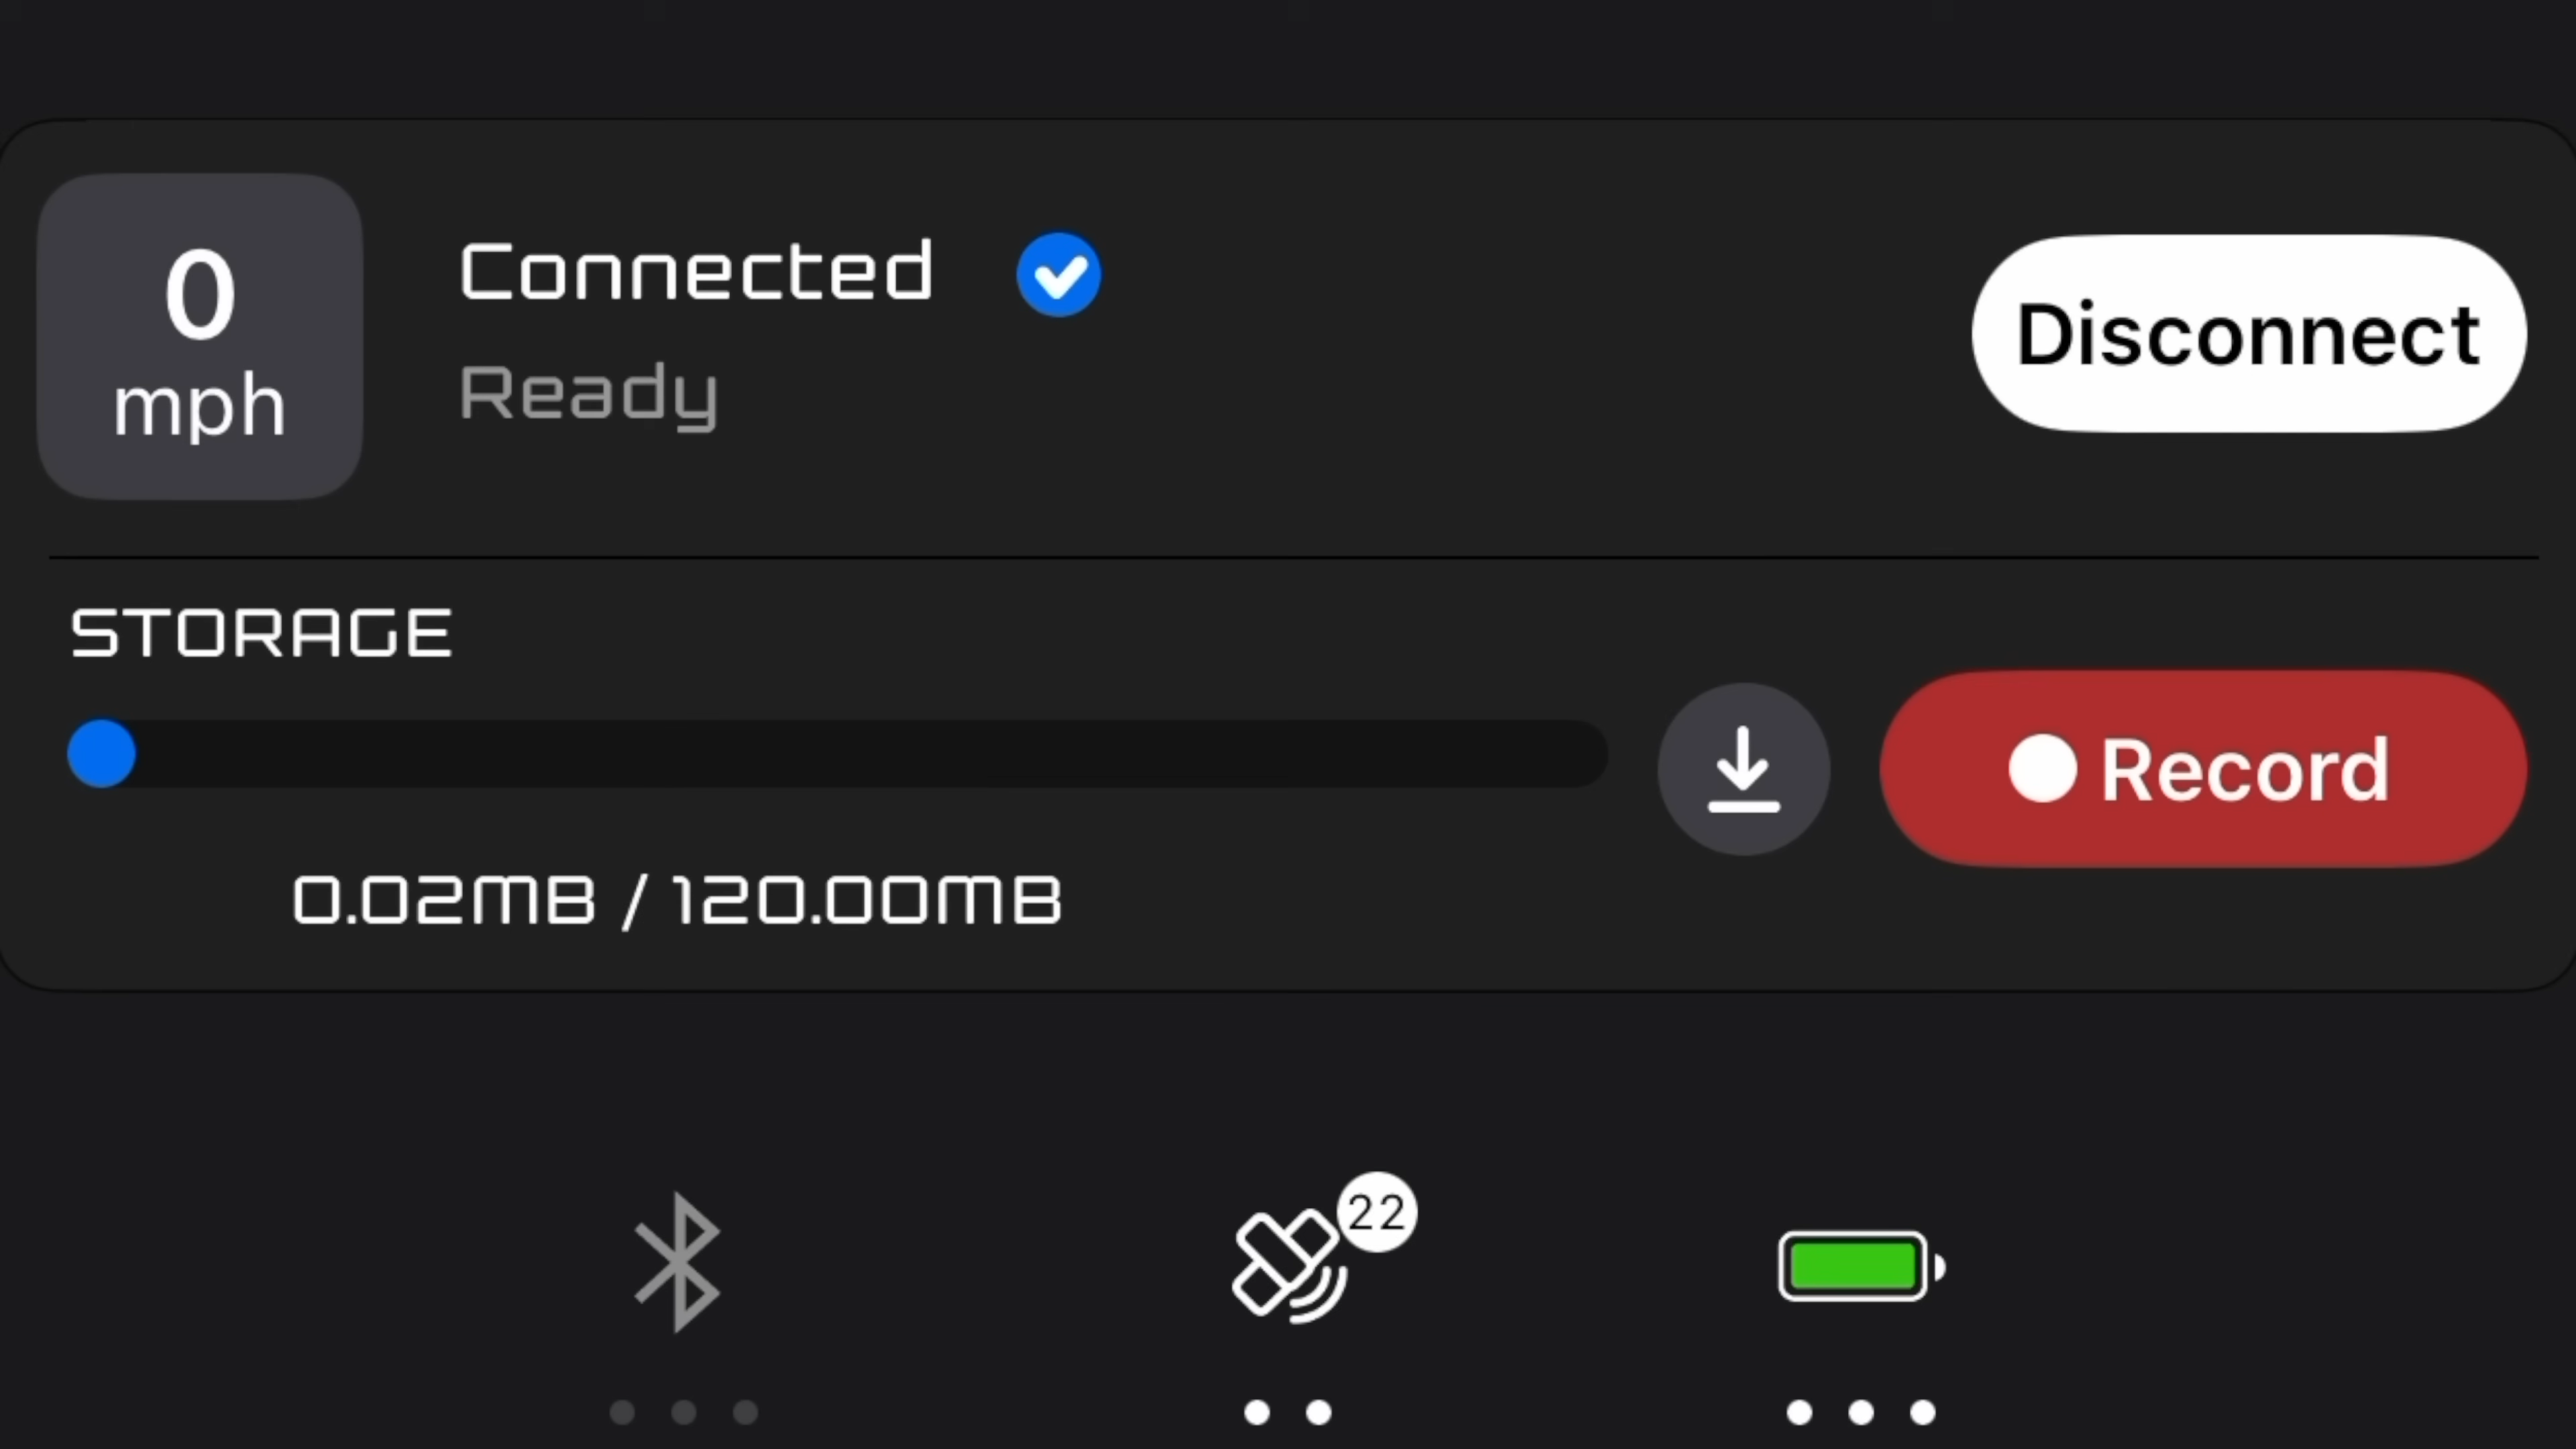 0
mph
Connected
Ready
Disconnect
STORAGE
Record
0.02MB / 120.00MB
22